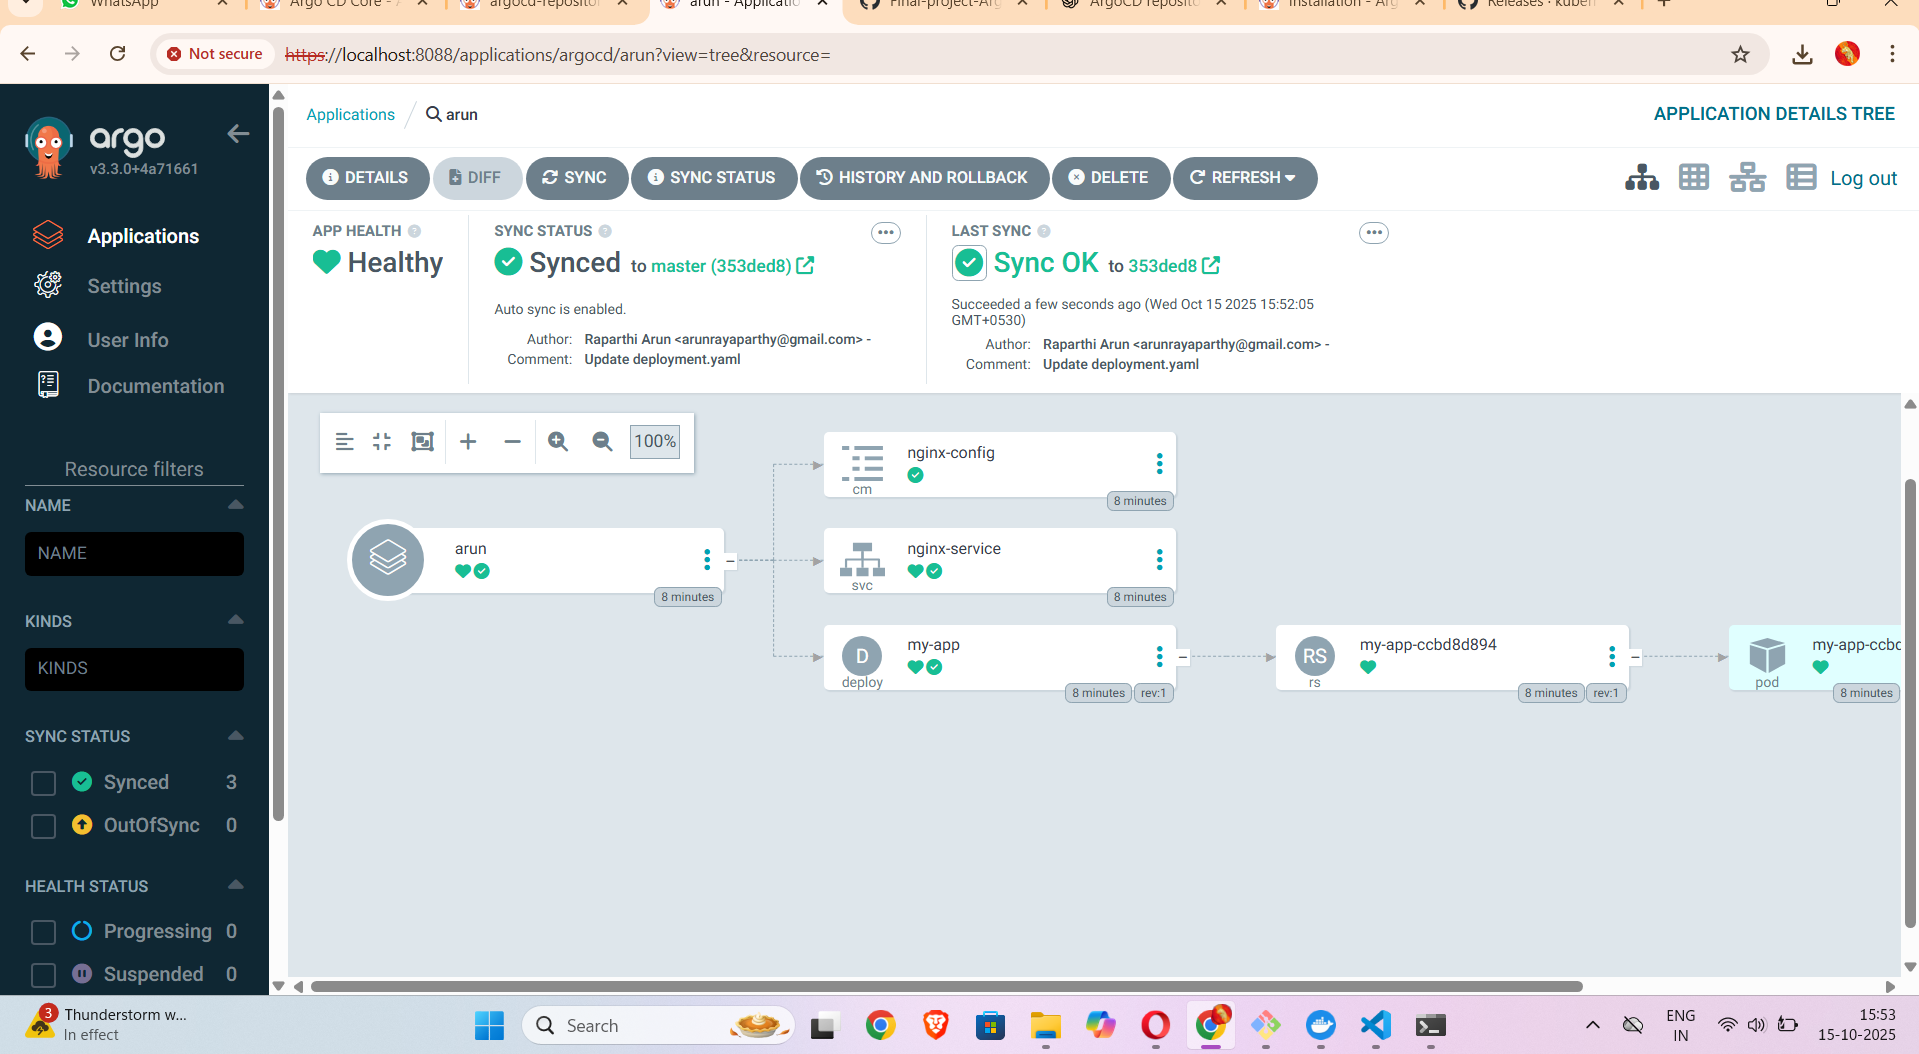 WhatsApp
Argo CD Core - A
argocd-repositor
arun - Applicatio
Final-project-Arg
ArgoCD reposito
Installation - Arg
Releases · kuber
Not secure
https://localhost:8088/applications/argocd/arun?view=tree&resource=
argo
v3.3.0+4a71661
Applications
Settings
User Info
Documentation
Resource filters
NAME
NAME
KINDS
KINDS
SYNC STATUS
Synced 3
OutOfSync 0
HEALTH STATUS
Progressing 0
Suspended 0
Applications / arun
APPLICATION DETAILS TREE
DETAILS
DIFF
SYNC
SYNC STATUS
HISTORY AND ROLLBACK
DELETE
REFRESH
Log out
APP HEALTH
Healthy
SYNC STATUS
Synced to master (353ded8)
Auto sync is enabled.
Author: Raparthi Arun <arunrayaparthy@gmail.com> -
Comment: Update deployment.yaml
LAST SYNC
Sync OK to 353ded8
Succeeded a few seconds ago (Wed Oct 15 2025 15:52:05
GMT+0530)
Author: Raparthi Arun <arunrayaparthy@gmail.com> -
Comment: Update deployment.yaml
100%
arun
8 minutes
nginx-config
cm
8 minutes
nginx-service
svc
8 minutes
D
my-app
deploy
8 minutes
rev:1
RS
my-app-ccbd8d894
rs
8 minutes
rev:1
my-app-ccbd
pod
8 minutes
3
Thunderstorm w...
In effect
Search
ENG
IN
15:53
15-10-2025